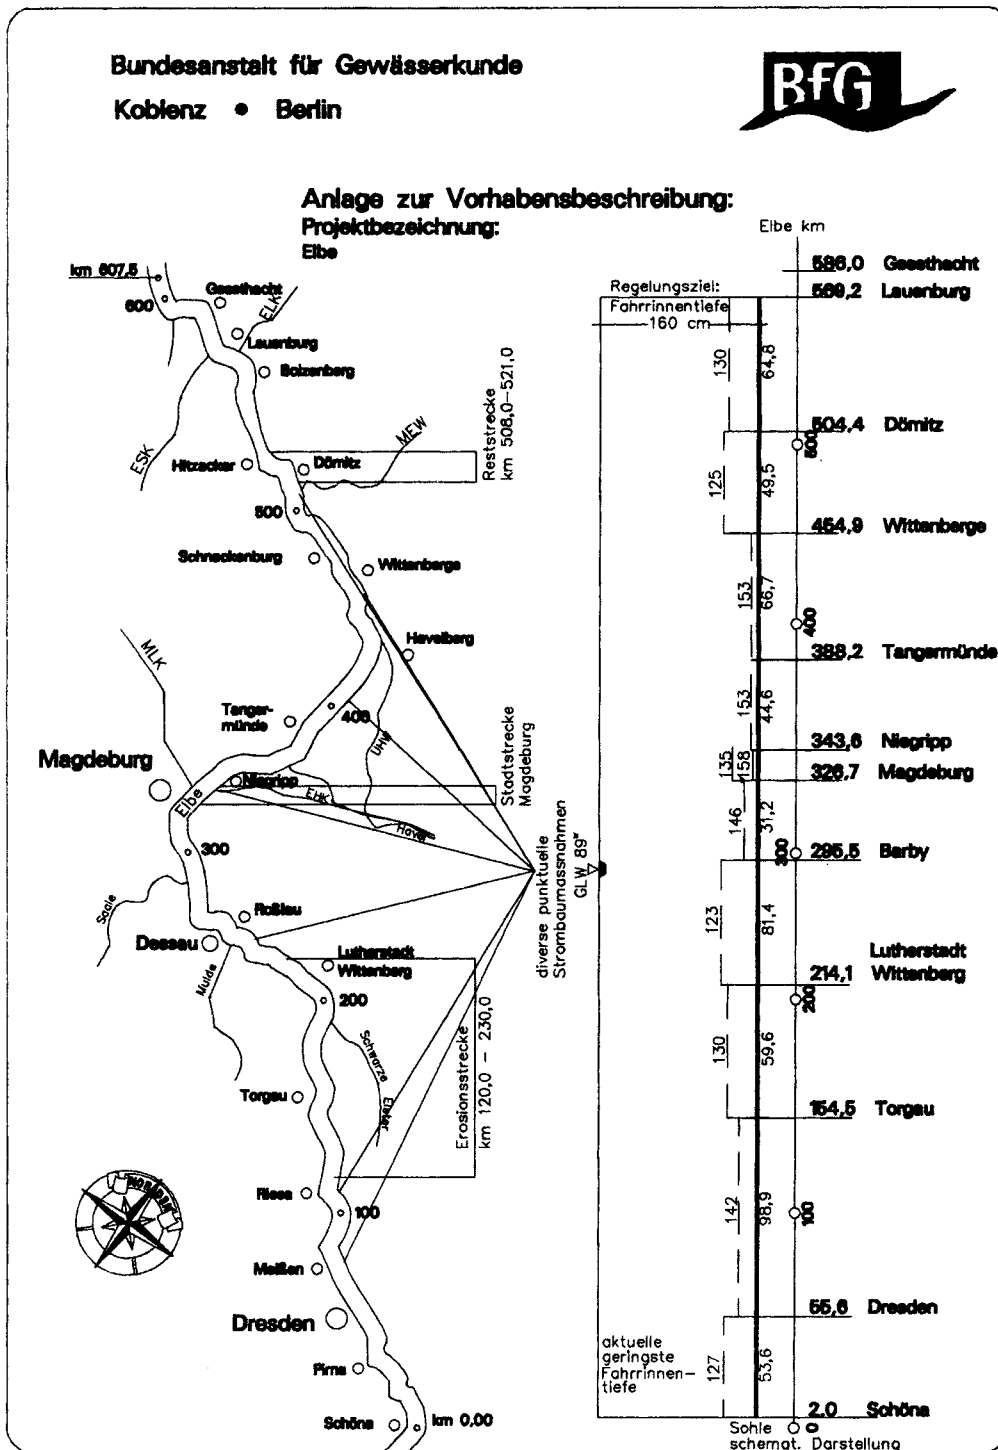 Bundesanstalt für Gewässerkunde
Koblenz • Berlin
BfG
Anlage zur Vorhabensbeschreibung:
Projektbezeichnung:
Elbe
km 607,5
600
Geesthacht
ELK
Lauenburg
Boizenberg
ESK
Hitzacker
Dömitz
MEW
Reststrecke
km 508,0-521,0
500
Schnackenburg
Wittenberge
Havelberg
MLK
Tanger-
münde
400
UHW
Magdeburg
Niegripp
Elbe
EHK
Havel
Stadtstrecke
Magdeburg
300
Saale
Roßlau
Dessau
Mulde
Lutherstadt
Wittenberg
200
Schwarze
Elster
diverse punktuelle
Strombaumassnahmen
GLW 89*
Erosionsstrecke
km 120,0 - 230,0
Torgau
Riesa
100
Meißen
Dresden
Pirna
Schöna
km 0,00
Elbe km
586,0 Geesthacht
Regelungsziel:
Fahrrinnentiefe
160 cm
569,2 Lauenburg
130
64,8
504,4 Dömitz
500
125
49,5
454,9 Wittenberge
153
66,7
400
388,2 Tangermünde
153
44,6
343,6 Niegripp
135
158
326,7 Magdeburg
146
31,2
300
295,5 Barby
123
81,4
Lutherstadt
214,1 Wittenberg
200
130
59,6
154,5 Torgau
142
98,9
100
55,6 Dresden
aktuelle
geringste
Fahrrinnen-
tiefe
127
53,6
2,0 Schöna
Sohle
0
schemat. Darstellung